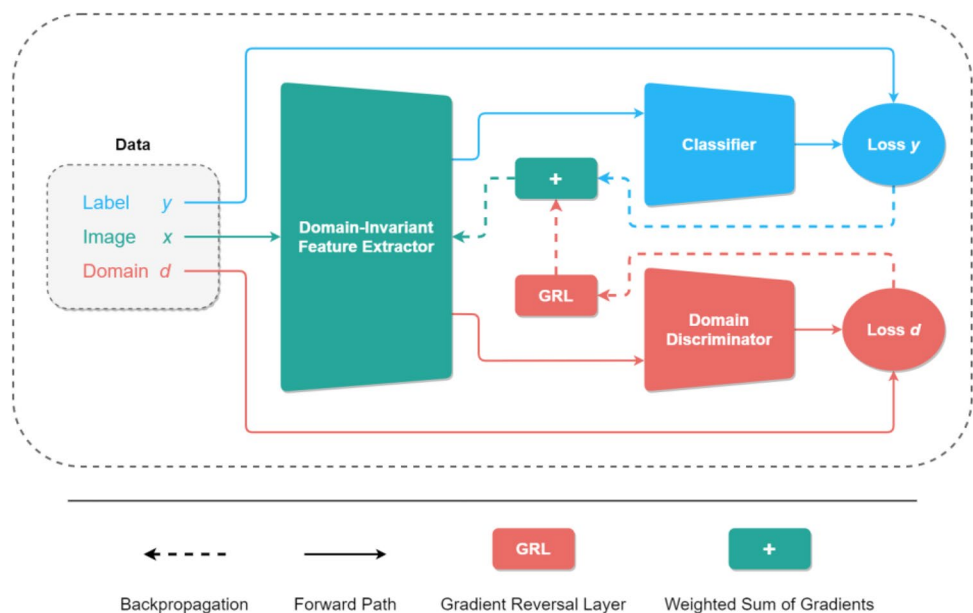 Data
Label y
Image x
Domain d
Domain-Invariant
Feature Extractor
+
GRL
Classifier
Loss y
Domain
Discriminator
Loss d
GRL
+
Backpropagation
Forward Path
Gradient Reversal Layer
Weighted Sum of Gradients